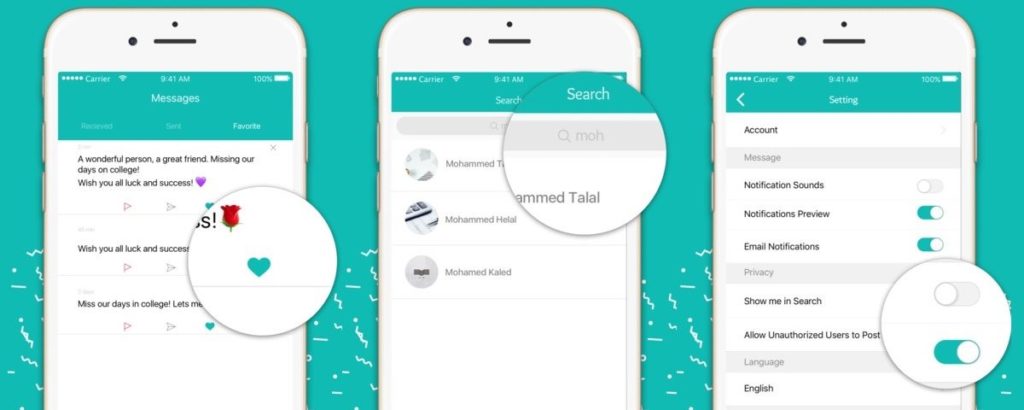 Carrier 9:41 AM 100%
Messages
Recieved Sent Favorite
A wonderful person, a great friend. Missing our
days on college!
Wish you all luck and success! 💜
Wish you all luck and success!
Miss our days in college! Lets me
ss!🌹
Carrier 9:41 AM
Search
Mohammed T
Mohammed Helal
Mohamed Kaled
Search
moh
ammed Talal
Carrier 9:41 AM 100%
Setting
Account
Message
Notification Sounds
Notifications Preview
Email Notifications
Privacy
Show me in Search
Allow Unauthorized Users to Post
Language
English